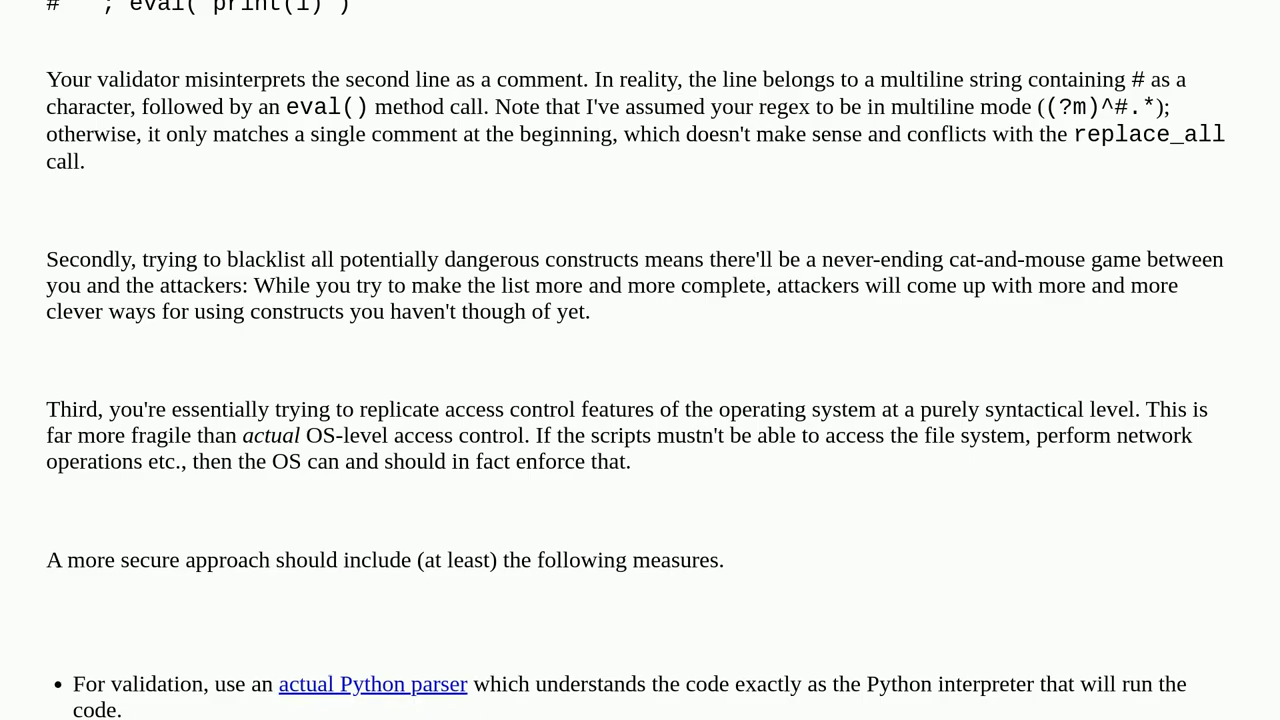 # ; eval( print(1) )
Your validator misinterprets the second line as a comment. In reality, the line belongs to a multiline string containing # as a
character, followed by an eval() method call. Note that I've assumed your regex to be in multiline mode ((?m)^#.*);
otherwise, it only matches a single comment at the beginning, which doesn't make sense and conflicts with the replace_all
call.
Secondly, trying to blacklist all potentially dangerous constructs means there'll be a never-ending cat-and-mouse game between
you and the attackers: While you try to make the list more and more complete, attackers will come up with more and more
clever ways for using constructs you haven't though of yet.
Third, you're essentially trying to replicate access control features of the operating system at a purely syntactical level. This is
far more fragile than actual OS-level access control. If the scripts mustn't be able to access the file system, perform network
operations etc., then the OS can and should in fact enforce that.
A more secure approach should include (at least) the following measures.
• For validation, use an actual Python parser which understands the code exactly as the Python interpreter that will run the
code.